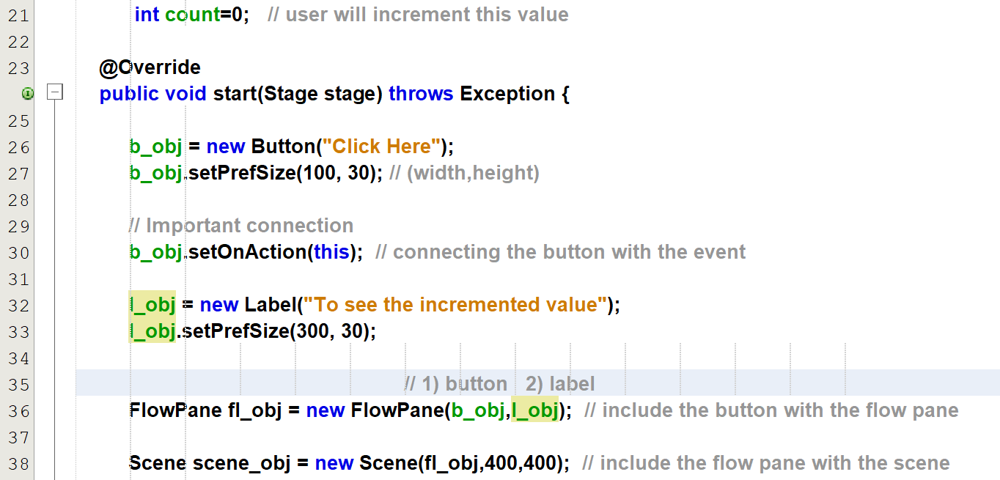 21 int count=0; // user will increment this value
22
23 @Override
public void start(Stage stage) throws Exception {
25
26 b_obj = new Button("Click Here");
27 b_obj.setPrefSize(100, 30); // (width,height)
28
29 // Important connection
30 b_obj.setOnAction(this); // connecting the button with the event
31
32 l_obj = new Label("To see the incremented value");
33 l_obj.setPrefSize(300, 30);
34
35 // 1) button 2) label
36 FlowPane fl_obj = new FlowPane(b_obj,l_obj); // include the button with the flow pane
37
38 Scene scene_obj = new Scene(fl_obj,400,400); // include the flow pane with the scene